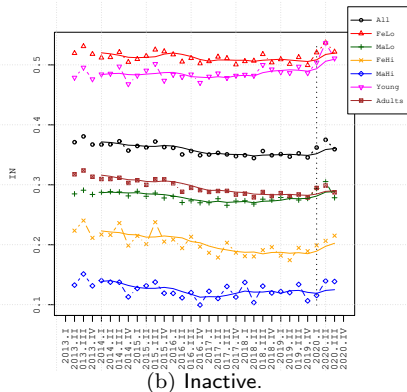 All
FeLo
MaLo
FeHi
MaHi
Young
Adults
IN
0.5
0.4
0.3
0.2
0.1
2013.I
2013.II
2013.III
2013.IV
2014.I
2014.II
2014.III
2014.IV
2015.I
2015.II
2015.III
2015.IV
2016.I
2016.II
2016.III
2016.IV
2017.I
2017.II
2017.III
2017.IV
2018.I
2018.II
2018.III
2018.IV
2019.I
2019.II
2019.III
2019.IV
2020.I
2020.II
2020.III
2020.IV
(b) Inactive.